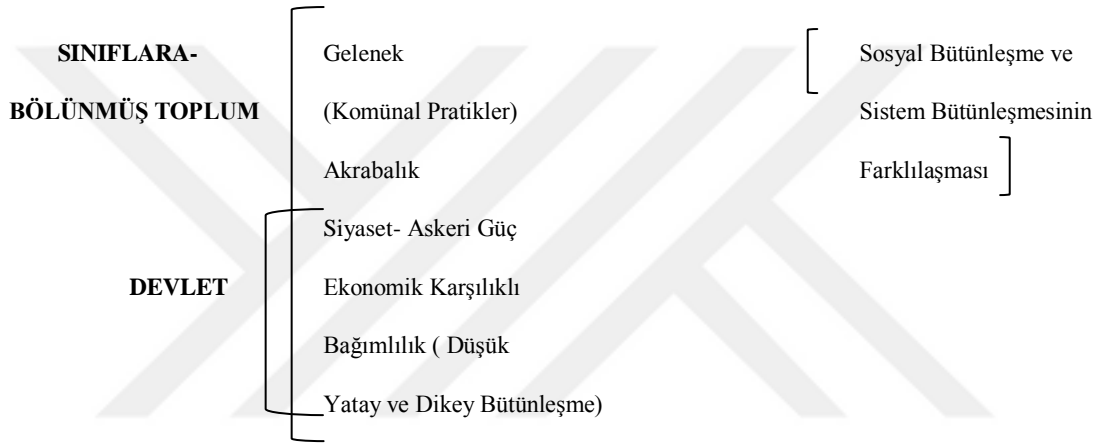 SINIFLARA- Gelenek Sosyal Bütünleşme ve
BÖLÜNMÜŞ TOPLUM (Komünal Pratikler) Sistem Bütünleşmesinin
Akrabalık Farklılaşması
Siyaset- Askeri Güç
DEVLET Ekonomik Karşılıklı
Bağımlılık ( Düşük
Yatay ve Dikey Bütünleşme)